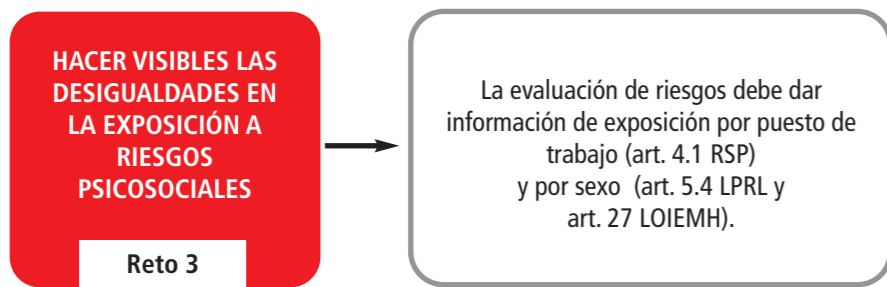 HACER VISIBLES LAS
DESIGUALDADES EN
LA EXPOSICIÓN A
RIESGOS
PSICOSOCIALES
Reto 3
La evaluación de riesgos debe dar
información de exposición por puesto de
trabajo (art. 4.1 RSP)
y por sexo (art. 5.4 LPRL y
art. 27 LOIEMH).